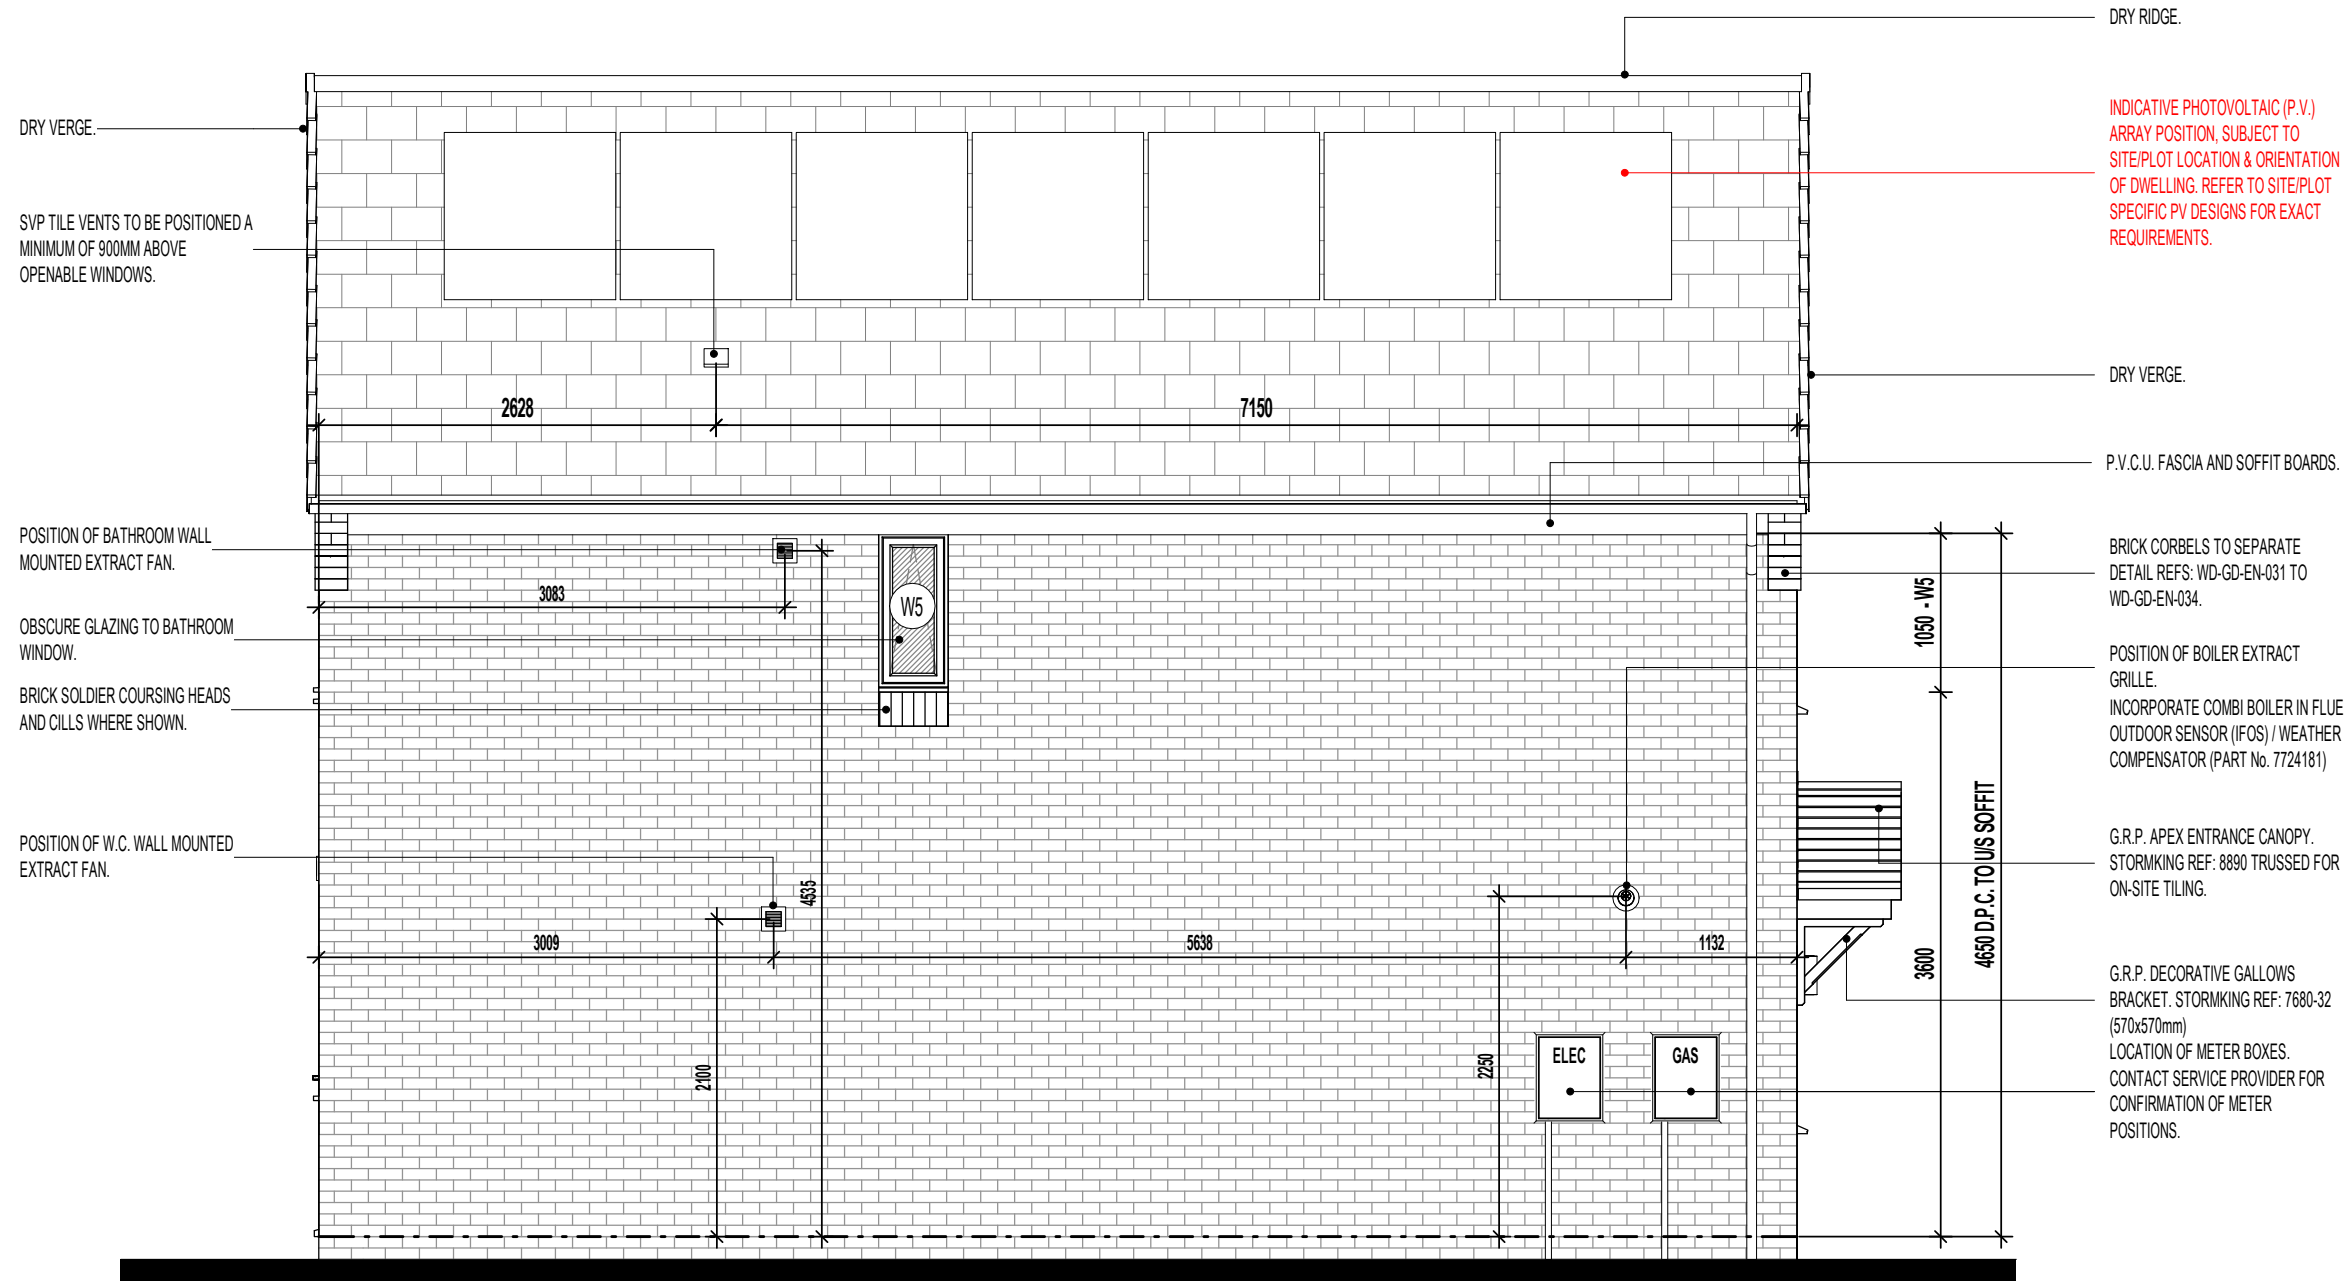 DRY RIDGE.
DRY VERGE.
INDICATIVE PHOTOVOLTAIC (P.V.)
ARRAY POSITION, SUBJECT TO
SITE/PLOT LOCATION & ORIENTATION
OF DWELLING. REFER TO SITE/PLOT
SPECIFIC PV DESIGNS FOR EXACT
REQUIREMENTS.
SVP TILE VENTS TO BE POSITIONED A
MINIMUM OF 900MM ABOVE
OPENABLE WINDOWS.
DRY VERGE.
2628
7150
P.V.C.U. FASCIA AND SOFFIT BOARDS.
POSITION OF BATHROOM WALL
MOUNTED EXTRACT FAN.
3083
W5
1050 - W5
BRICK CORBELS TO SEPARATE
DETAIL REFS: WD-GD-EN-031 TO
WD-GD-EN-034.
OBSCURE GLAZING TO BATHROOM
WINDOW.
BRICK SOLDIER COURSING HEADS
AND CILLS WHERE SHOWN.
POSITION OF BOILER EXTRACT
GRILLE.
INCORPORATE COMBI BOILER IN FLUE
OUTDOOR SENSOR (IFOS) / WEATHER
COMPENSATOR (PART No. 7724181)
POSITION OF W.C. WALL MOUNTED
EXTRACT FAN.
4535
4650 D.P.C. TO U/S SOFFIT
G.R.P. APEX ENTRANCE CANOPY.
STORMKING REF: 8890 TRUSSED FOR
ON-SITE TILING.
3009
5638
1132
3600
G.R.P. DECORATIVE GALLOWS
BRACKET. STORMKING REF: 7680-32
(570x570mm)
2100
2250
ELEC
GAS
LOCATION OF METER BOXES.
CONTACT SERVICE PROVIDER FOR
CONFIRMATION OF METER
POSITIONS.